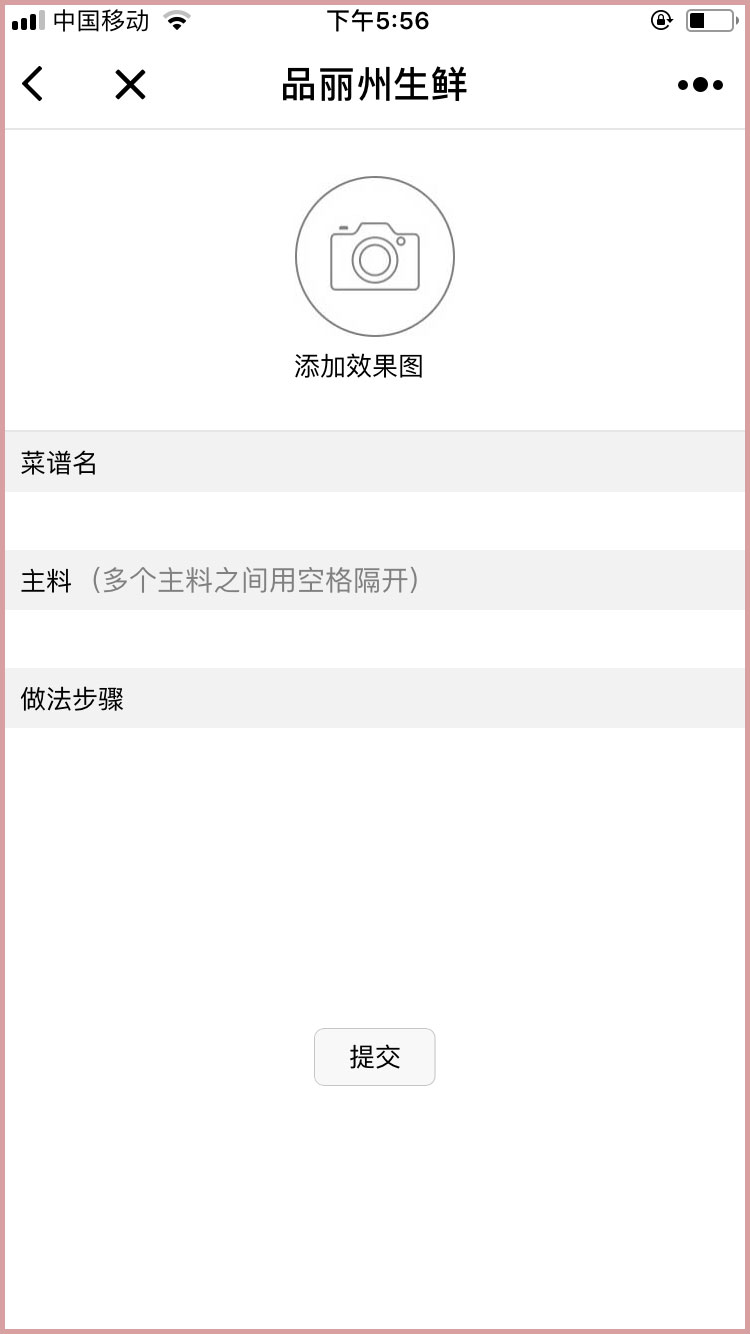 中国移动 下午5:56
品丽州生鲜
添加效果图
菜谱名
主料（多个主料之间用空格隔开）
做法步骤
提交